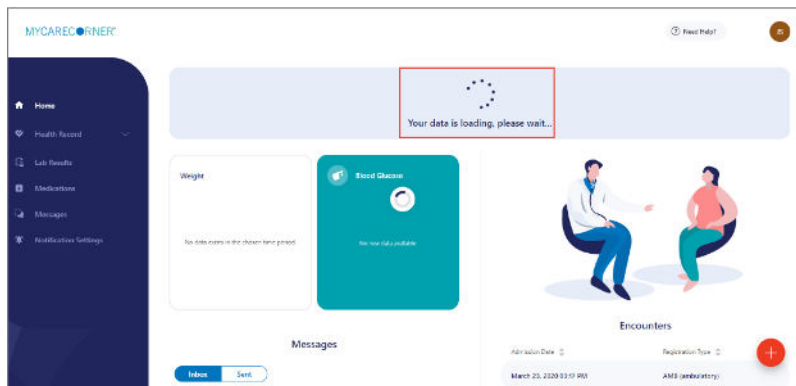 MYCARECORNER
Need Help?
Home
Health Record
Lab Results
Medications
Messages
Notification Settings
Your data is loading, please wait...
Weight
No data exists in the chosen time period.
Blood Glucose
No new data available
Messages
Inbox Sent
Encounters
Admission Date Registration Type
March 23, 2020 03:17 PM AMB (ambulatory)